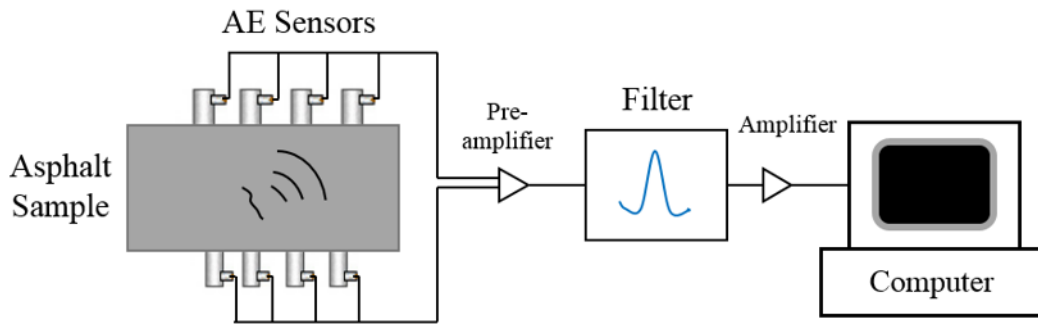 AE Sensors
Asphalt
Sample
Pre-
amplifier
Filter
Amplifier
Computer